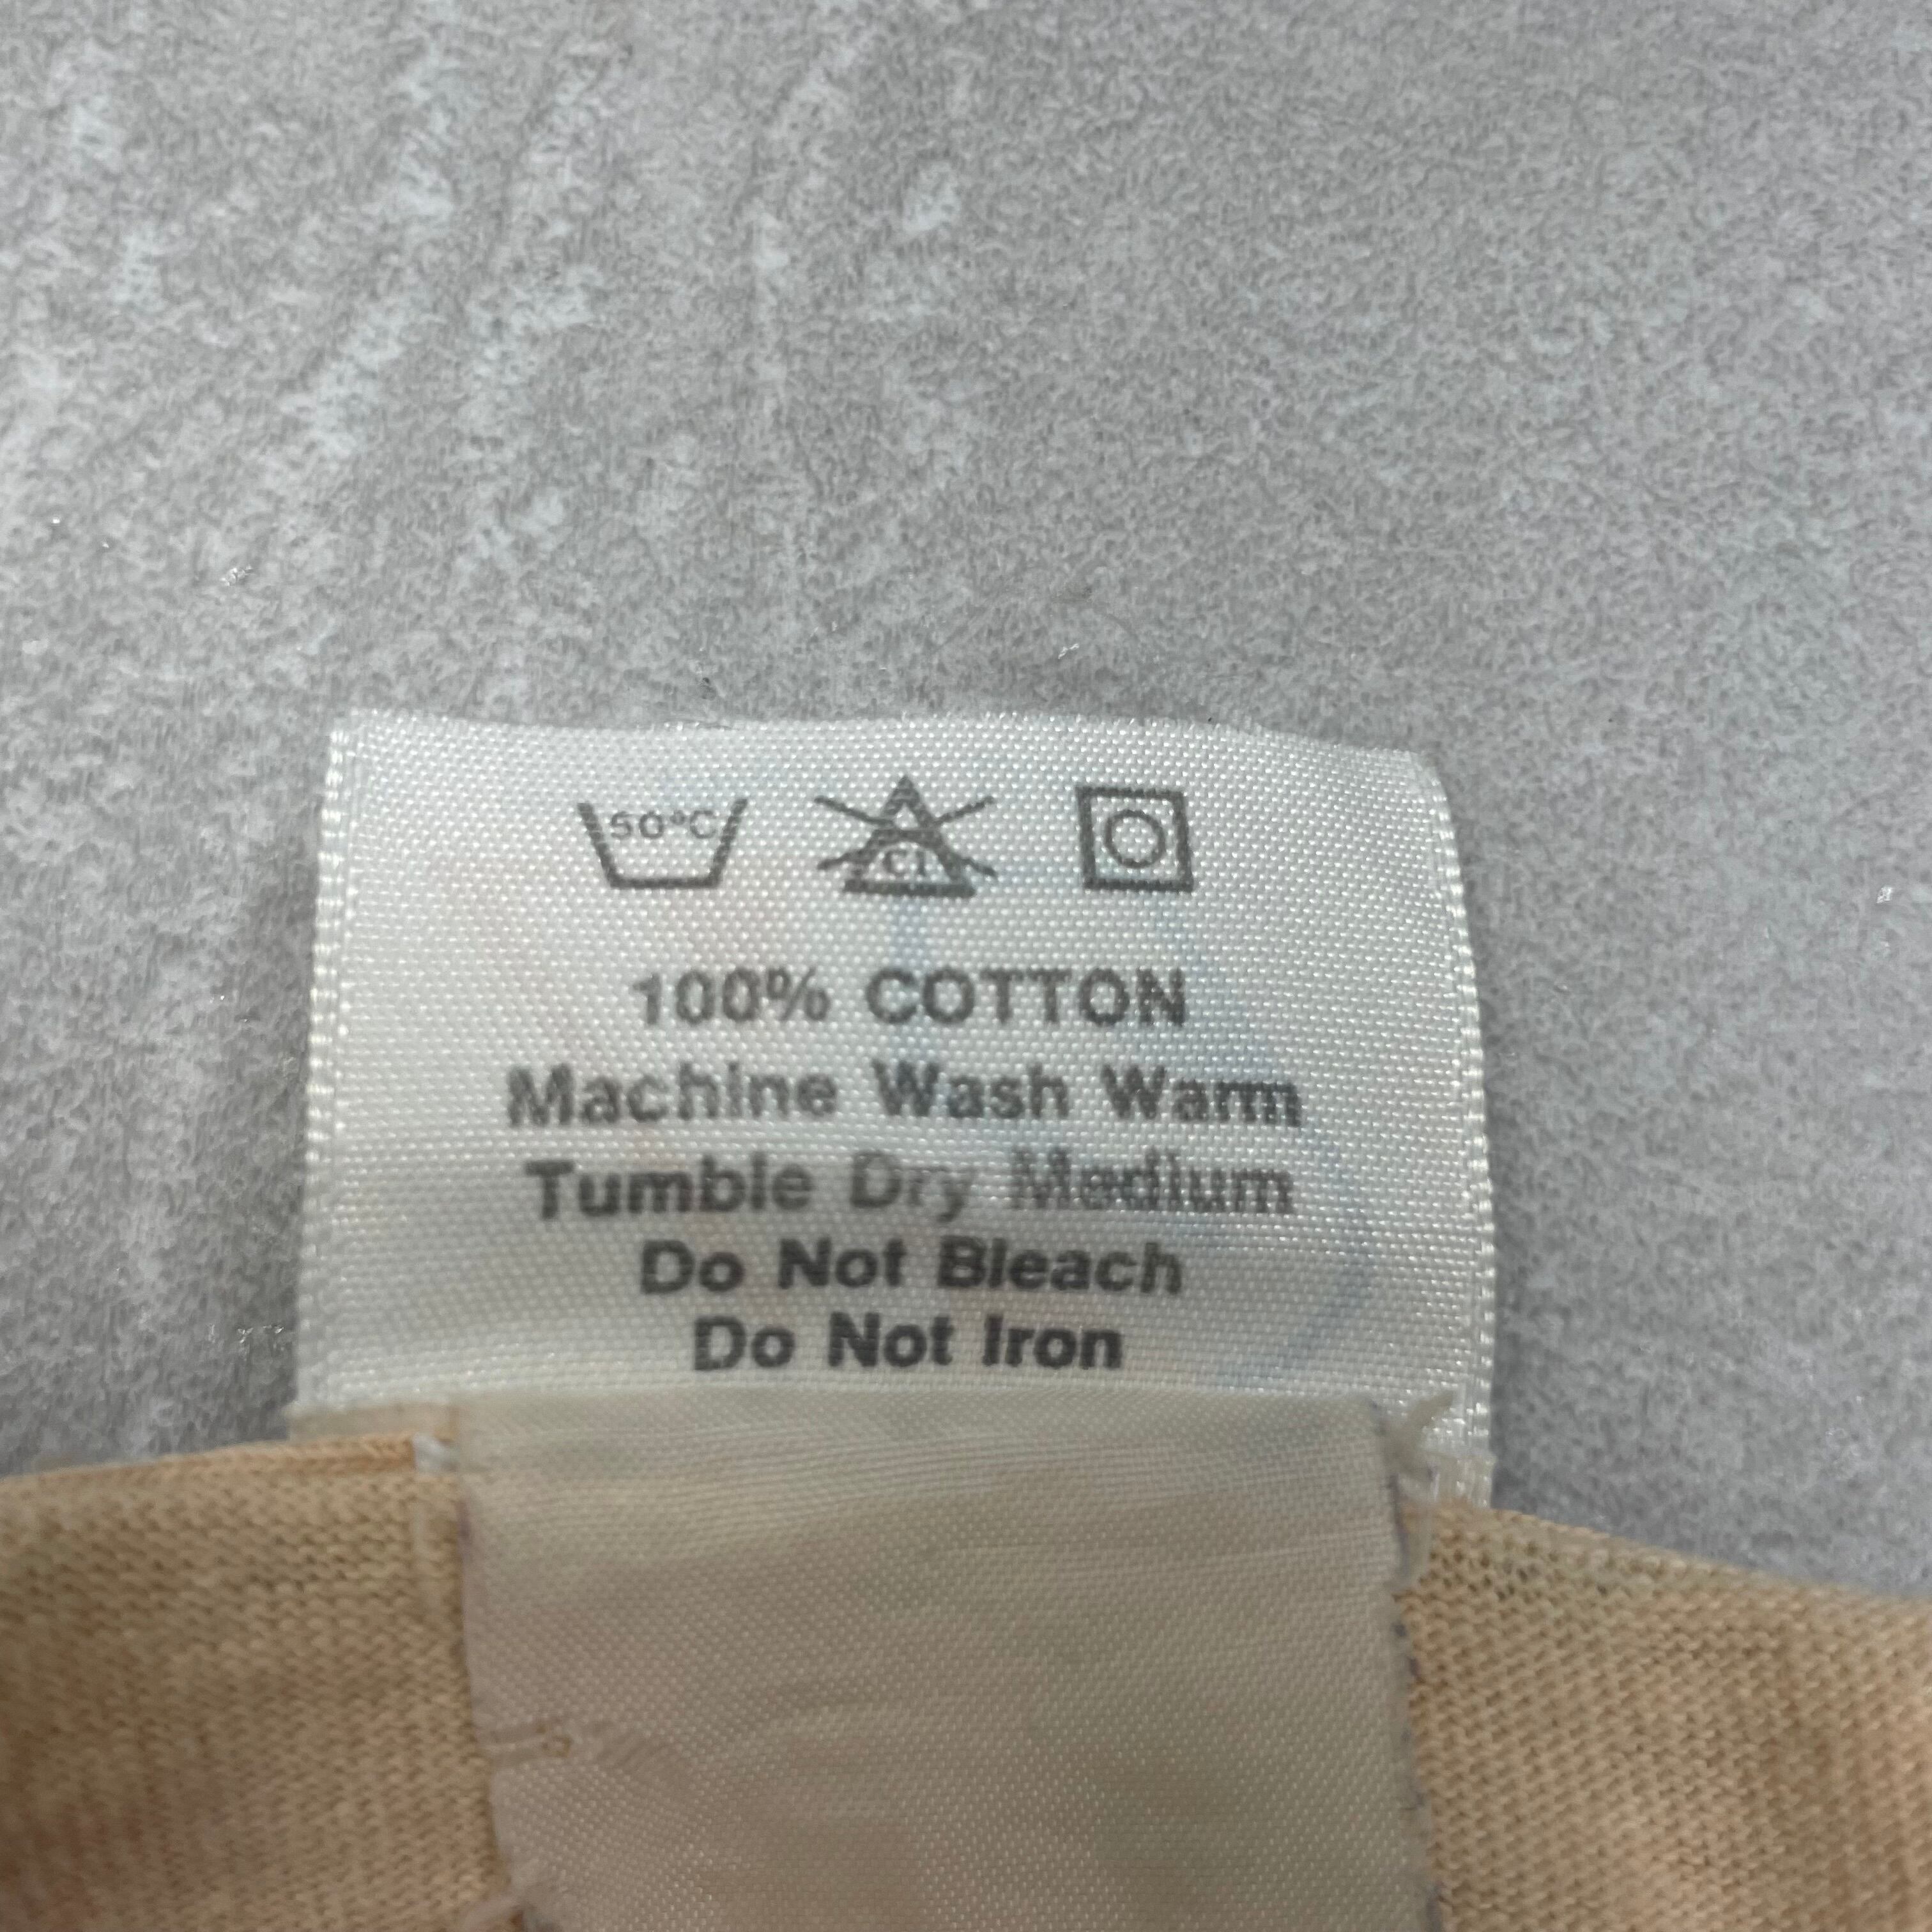 50°C Cl
100% COTTON
Machine Wash Warm
Tumble Dry Medium
Do Not Bleach
Do Not Iron